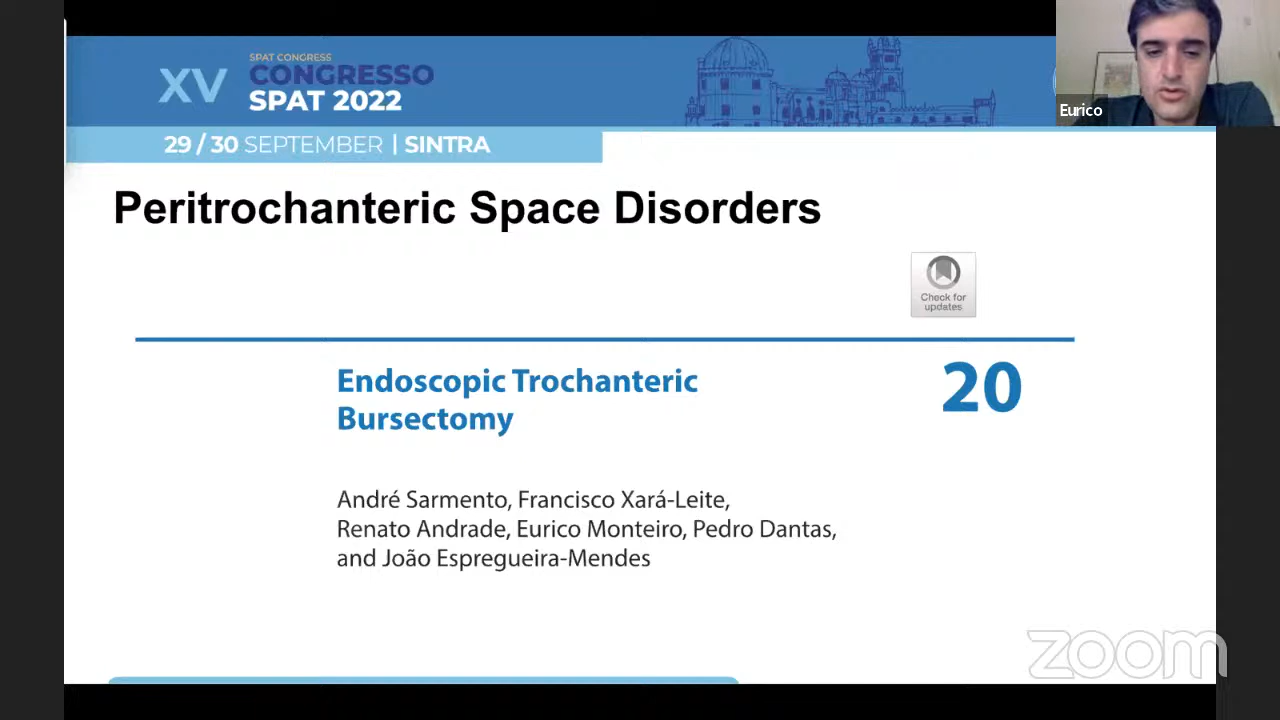 SPAT CONGRESS
XV CONGRESSO
SPAT 2022
29 / 30 SEPTEMBER | SINTRA
Eurico
Peritrochanteric Space Disorders
Check for
updates
Endoscopic Trochanteric
Bursectomy
20
André Sarmento, Francisco Xará-Leite,
Renato Andrade, Eurico Monteiro, Pedro Dantas,
and João Espregueira-Mendes
zoom